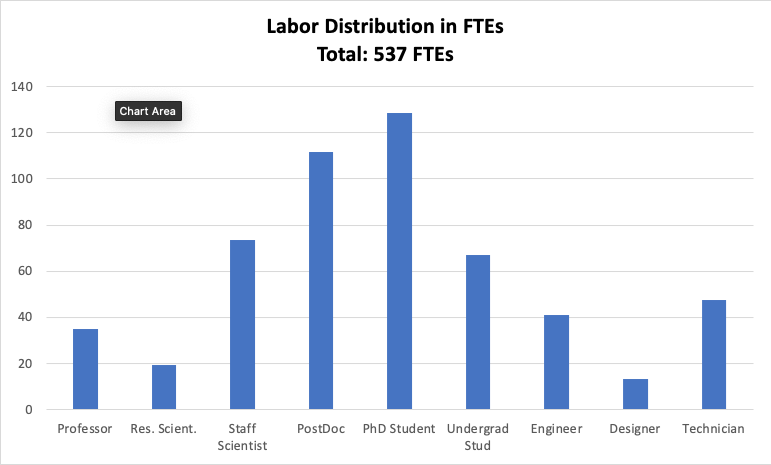 Labor Distribution in FTEs
Total: 537 FTEs
140
Chart Area
120
100
80
60
40
20
0
Professor
Res. Scient.
Staff
Scientist
PostDoc
PhD Student
Undergrad
Stud
Engineer
Designer
Technician